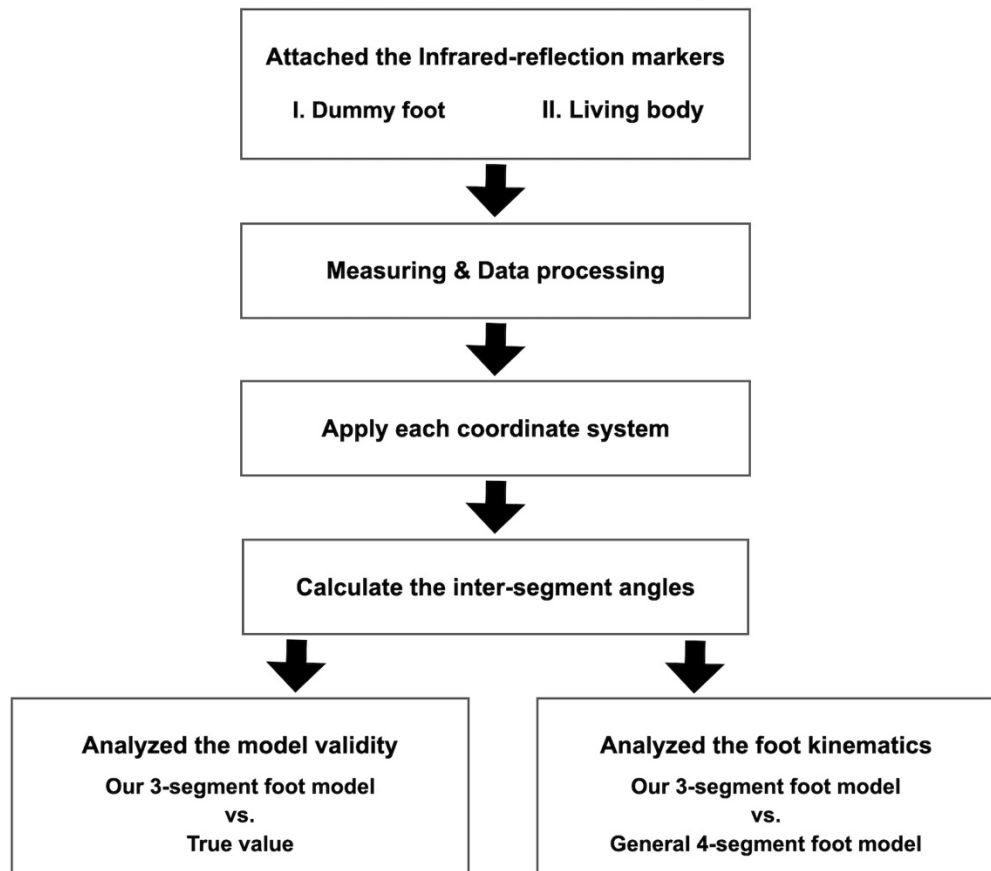 Attached the Infrared-reflection markers
I. Dummy foot II. Living body
Measuring & Data processing
Apply each coordinate system
Calculate the inter-segment angles
Analyzed the model validity
Our 3-segment foot model
vs.
True value
Analyzed the foot kinematics
Our 3-segment foot model
vs.
General 4-segment foot model